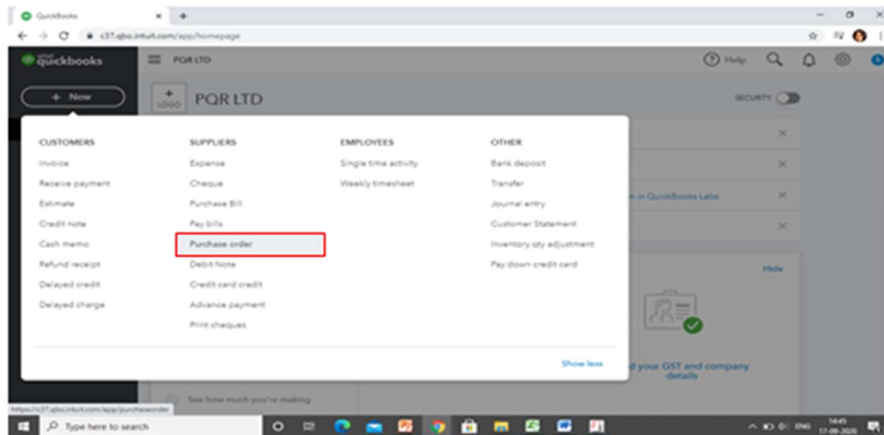 QuickBooks
c37.qbo.intuit.com/app/homepage
intuit
quickbooks
PQR LTD
Help
+ New
+
LOGO
PQR LTD
SECURITY
CUSTOMERS
Invoice
Receive payment
Estimate
Credit note
Cash memo
Refund receipt
Delayed credit
Delayed charge
SUPPLIERS
Expense
Cheque
Purchase Bill
Pay bills
Purchase order
Debit Note
Credit card credit
Advance payment
Print cheques
EMPLOYEES
Single time activity
Weekly timesheet
OTHER
Bank deposit
Transfer
Journal entry
Customer Statement
Inventory qty adjustment
Pay down credit card
Show less
in QuickBooks Labs
Hide
your GST and company
details
See how much you're making
https://c37.qbo.intuit.com/app/purchaseorder
Type here to search
ENG
14:45
17-09-2020